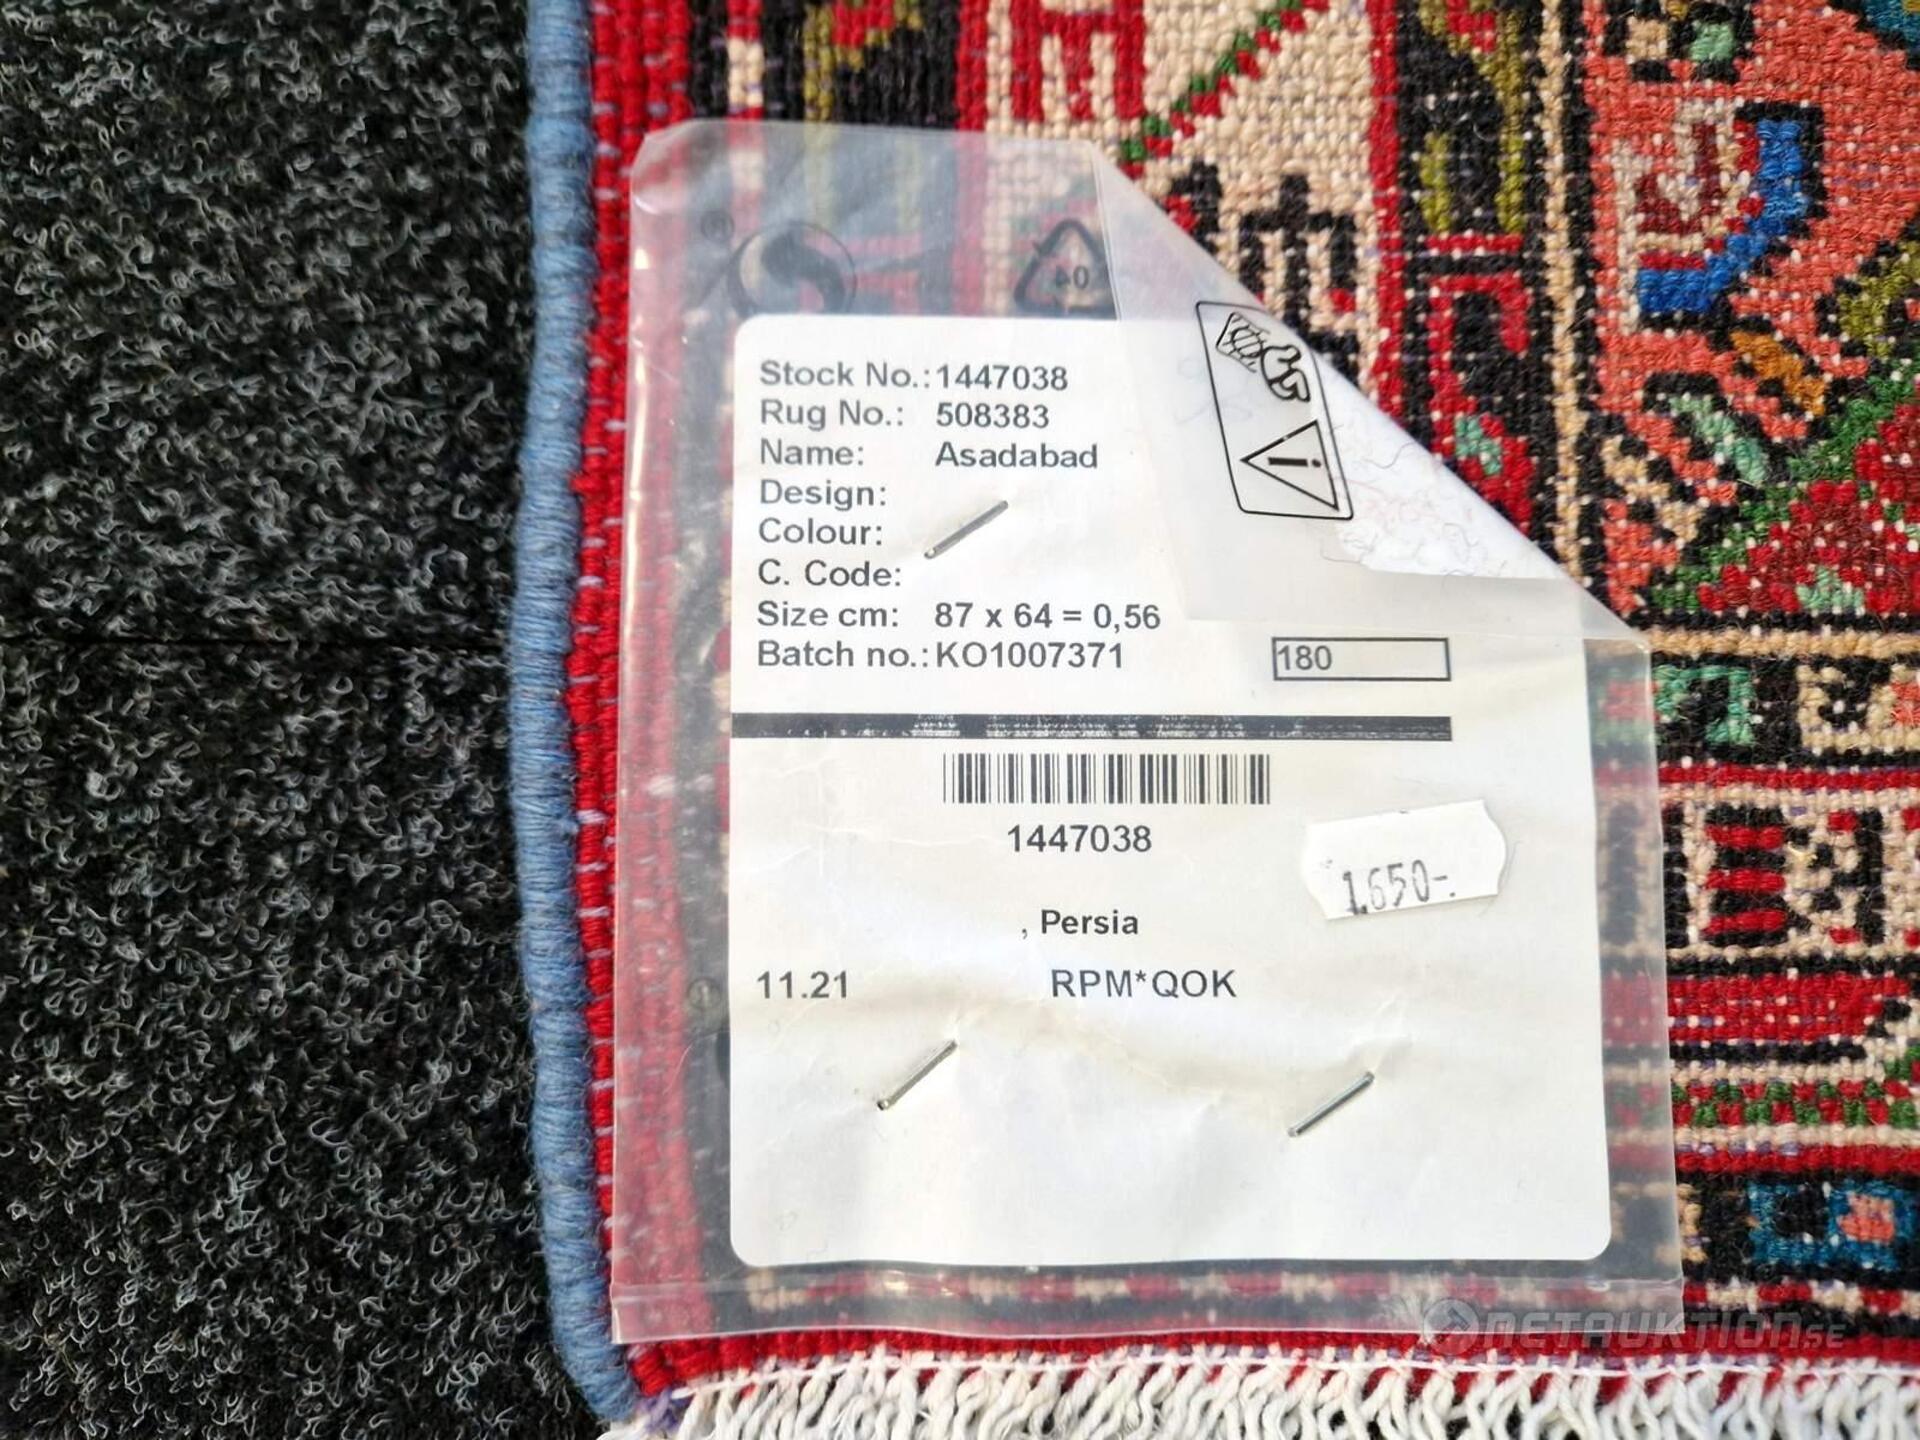 04
Stock No.: 1447038
Rug No.: 508383
Name: Asadabad
Design:
Colour:
C. Code:
Size cm: 87 x 64 = 0,56
Batch no.: KO1007371
180
1447038
1.650-.
, Persia
11.21 RPM*QOK
NETAUKTION.SE